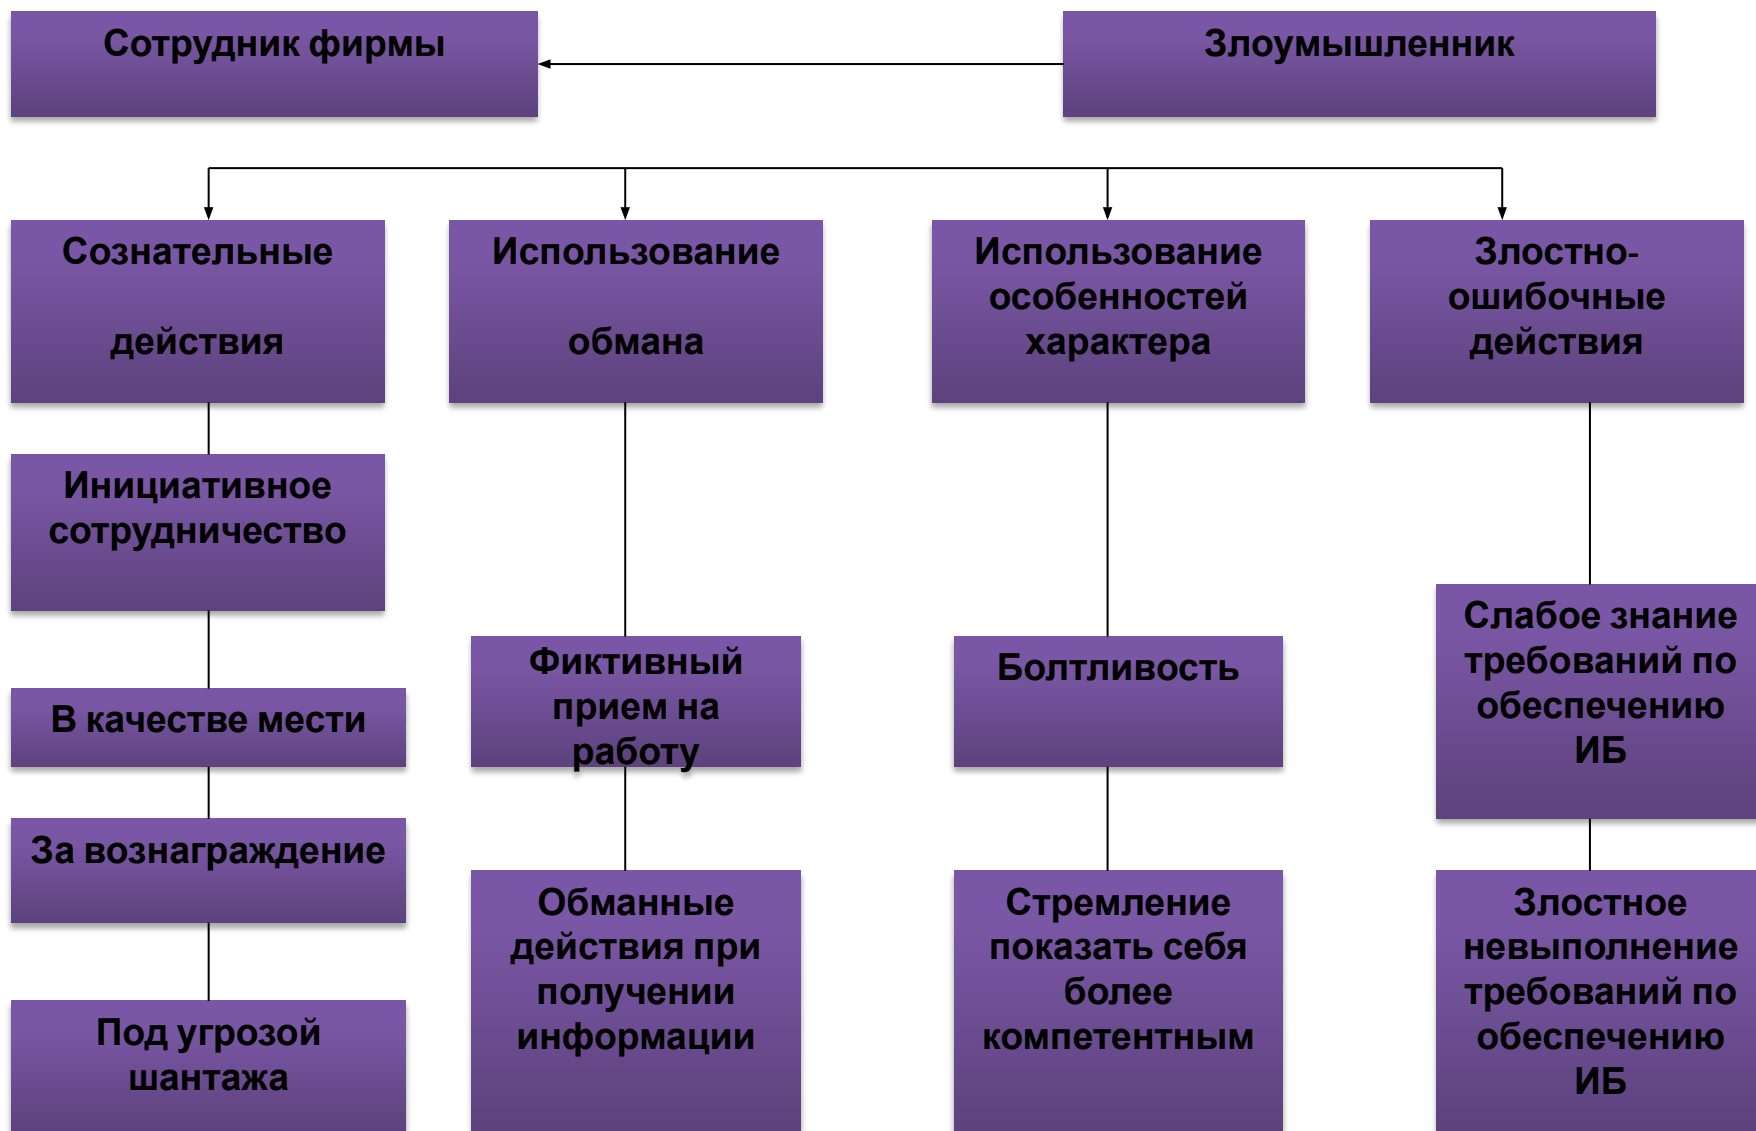 Сотрудник фирмы
Злоумышленник
Сознательные
действия
Использование
обмана
Использование
особенностей
характера
Злостно-
ошибочные
действия
Инициативное
сотрудничество
В качестве мести
За вознаграждение
Под угрозой
шантажа
Фиктивный
прием на
работу
Обманные
действия при
получении
информации
Болтливость
Стремление
показать себя
более
компетентным
Слабое знание
требований по
обеспечению
ИБ
Злостное
невыполнение
требований по
обеспечению
ИБ